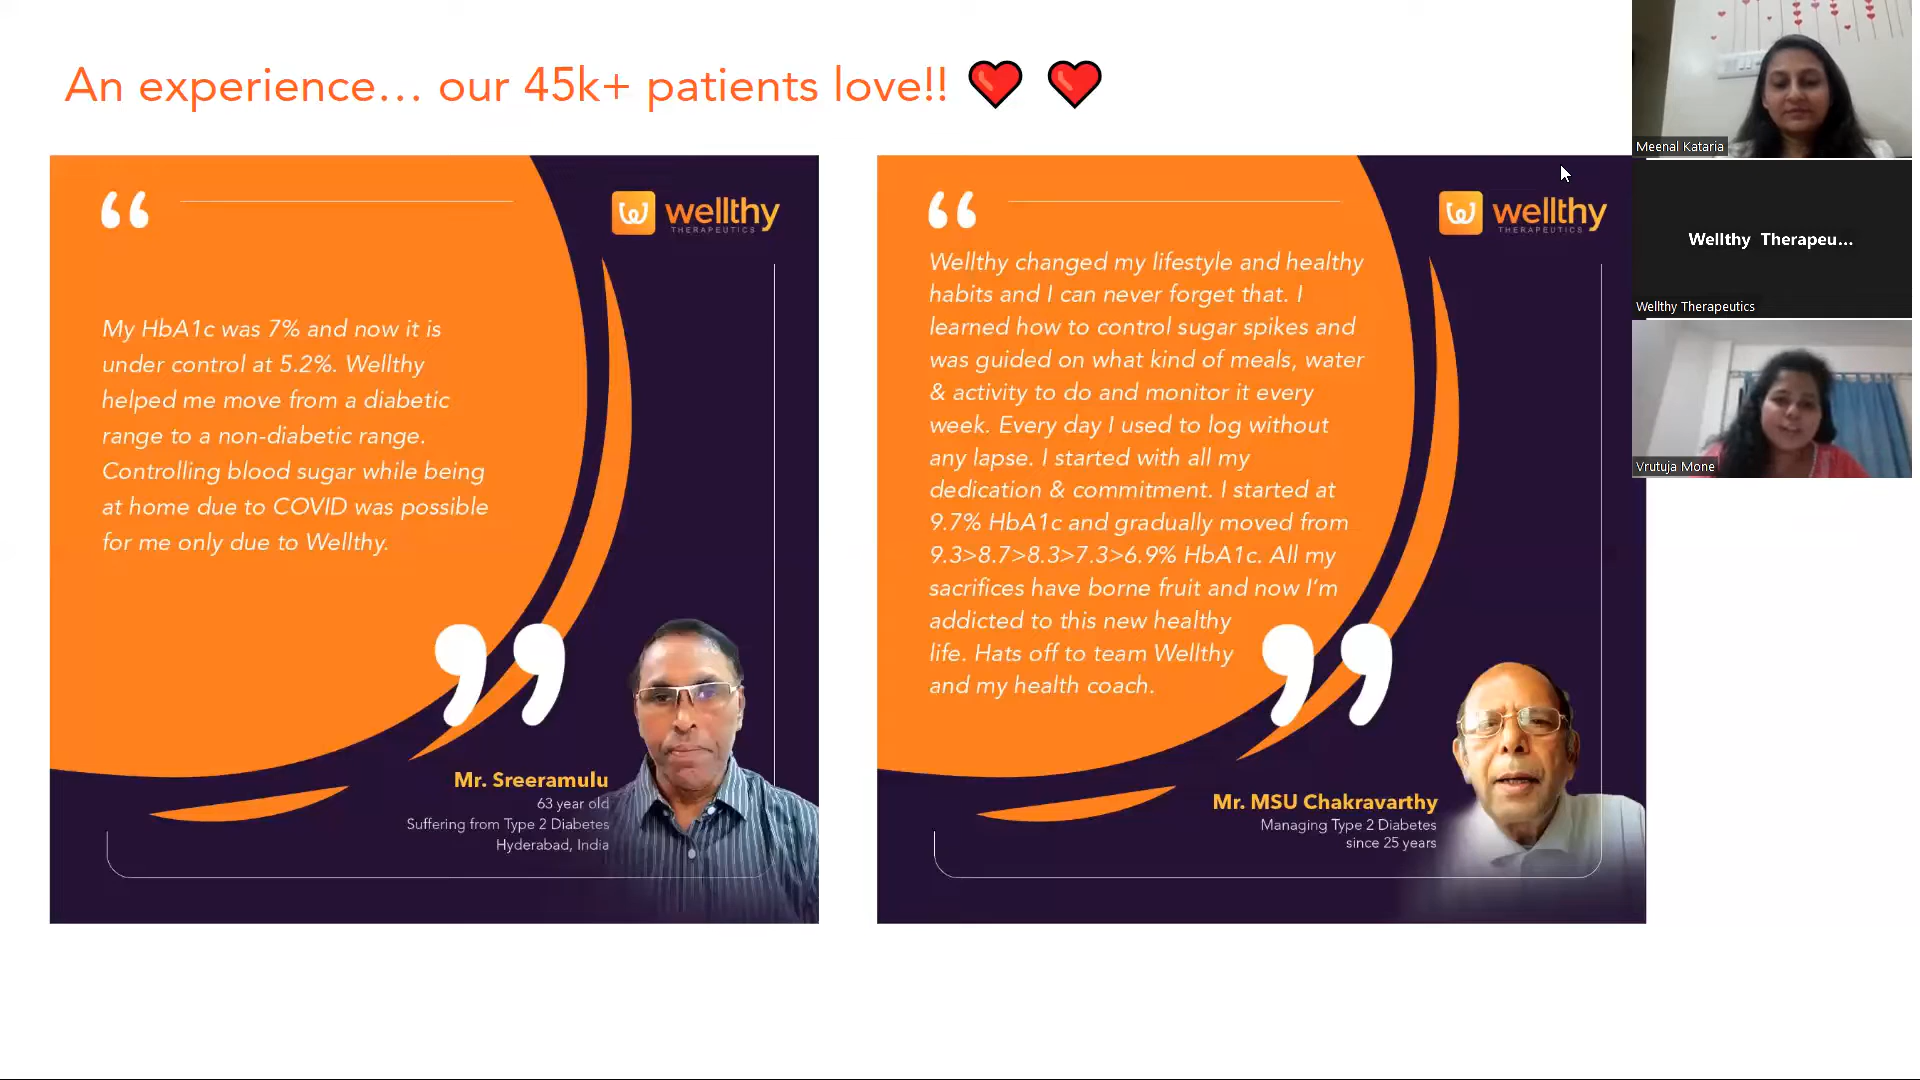 An experience... our 45k+ patients love!!
wellthy
THERAPEUTICS
My HbA1c was 7% and now it is
under control at 5.2%. Wellthy
helped me move from a diabetic
range to a non-diabetic range.
Controlling blood sugar while being
at home due to COVID was possible
for me only due to Wellthy.
Mr. Sreeramulu
63 year old
Suffering from Type 2 Diabetes
Hyderabad, India
wellthy
THERAPEUTICS
Wellthy changed my lifestyle and healthy
habits and I can never forget that. I
learned how to control sugar spikes and
was guided on what kind of meals, water
& activity to do and monitor it every
week. Every day I used to log without
any lapse. I started with all my
dedication & commitment. I started at
9.7% HbA1c and gradually moved from
9.3>8.7>8.3>7.3>6.9% HbA1c. All my
sacrifices have borne fruit and now I'm
addicted to this new healthy
life. Hats off to team Wellthy
and my health coach.
Mr. MSU Chakravarthy
Managing Type 2 Diabetes
since 25 years
Meenal Kataria
Wellthy Therapeu...
Wellthy Therapeutics
Vrutuja Mone